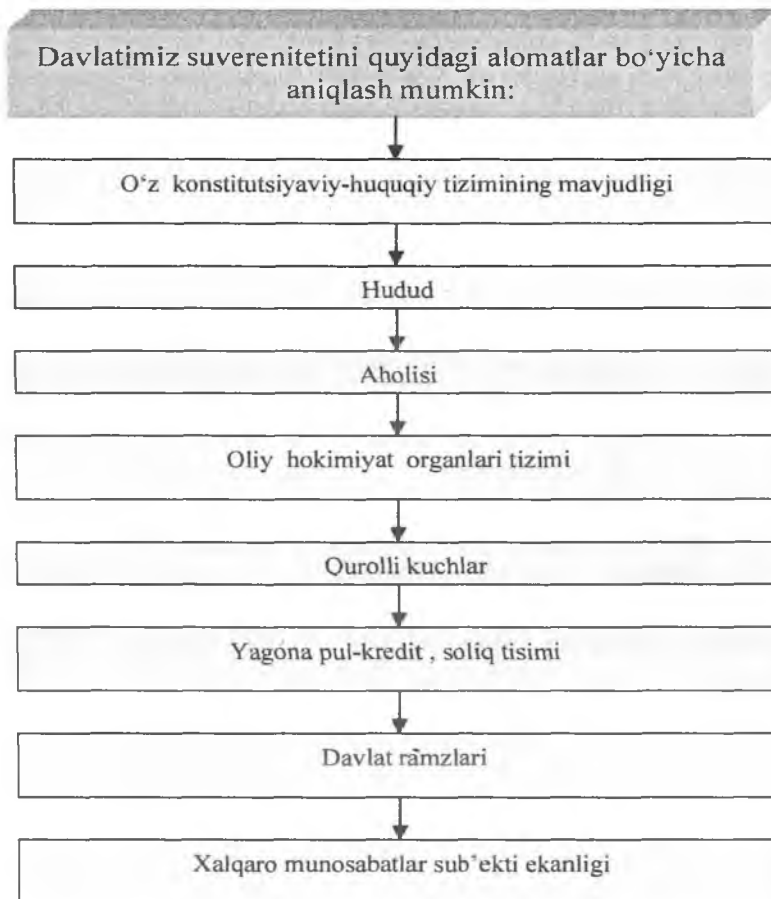 Davlatimiz suverenitetini quyidagi alomatlar bo‘yicha
aniqlash mumkin:
O‘z konstitutsiyaviy-huquqiy tizimining mavjudligi
Hudud
Aholisi
Oliy hokimiyat organlari tizimi
Qurolli kuchlar
Yagona pul-kredit , soliq tisimi
Davlat ramzlari
Xalqaro munosabatlar sub’ekti ekanligi